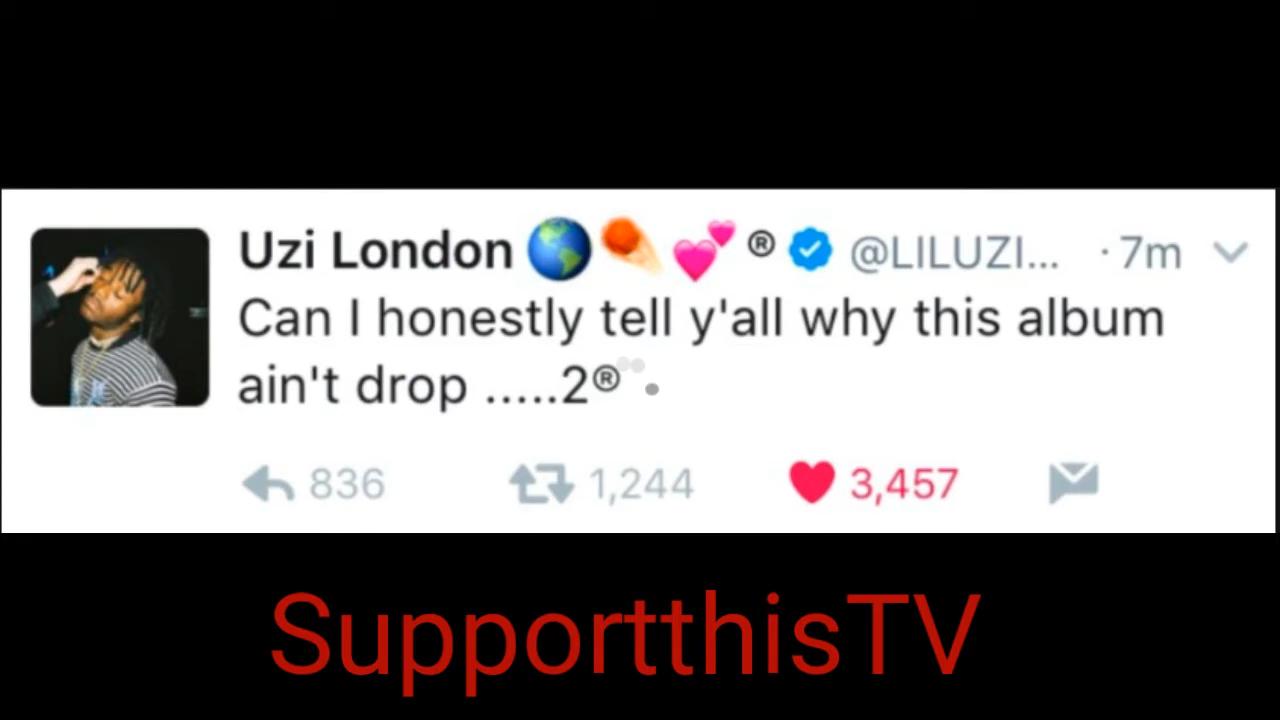 Uzi London 🌎☄️💕 ® @LILUZI... · 7m
Can I honestly tell y'all why this album
ain't drop .....2®
836 1,244 3,457
SupportthisTV